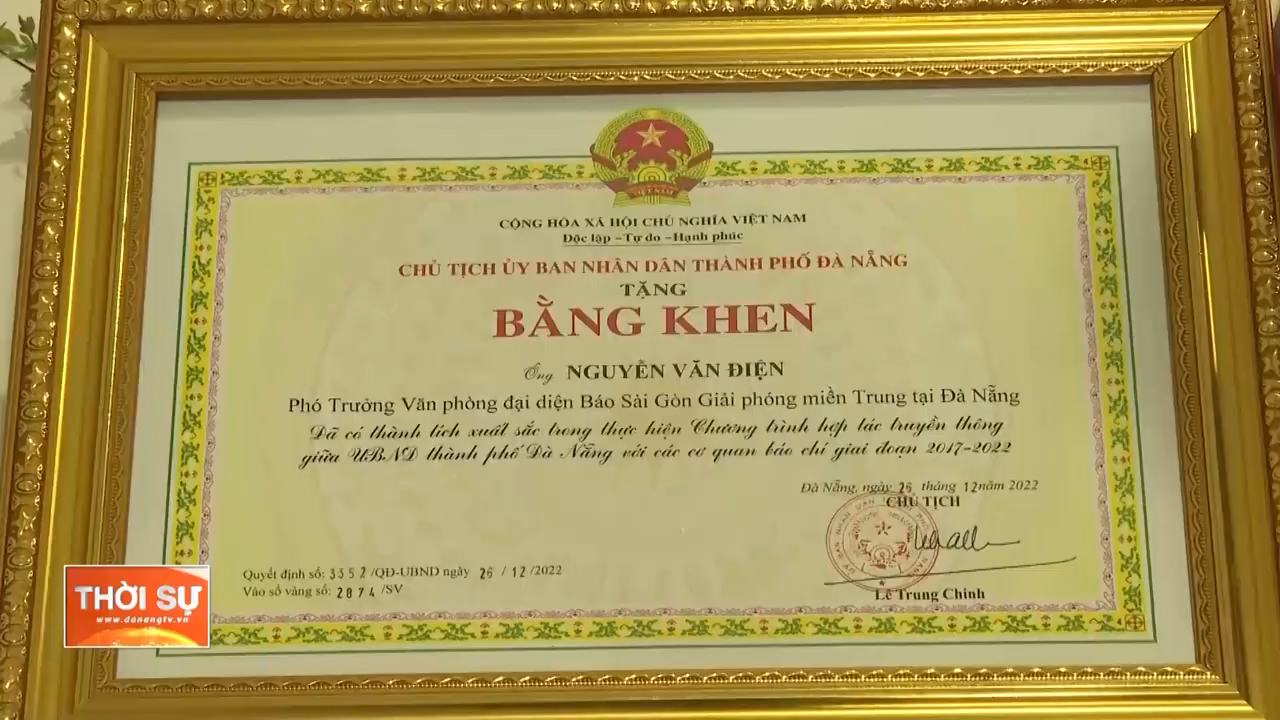 VIỆT NAM
CỘNG HÒA XÃ HỘI CHỦ NGHĨA VIỆT NAM
Độc lập –Tự do –Hạnh phúc
CHỦ TỊCH ỦY BAN NHÂN DÂN THÀNH PHỐ ĐÀ NẴNG
TẶNG
BẰNG KHEN
Ông NGUYỄN VĂN ĐIỆN
Phó Trưởng Văn phòng đại diện Báo Sài Gòn Giải phóng miền Trung tại Đà Nẵng
Đã có thành tích xuất sắc trong thực hiện Chương trình hợp tác truyền thông
giữa UBND thành phố Đà Nẵng với các cơ quan báo chí giai đoạn 2017-2022
Đà Nẵng, ngày 26 tháng 12 năm 2022
CHỦ TỊCH
Lê Trung Chinh
Quyết định số: 3352/QĐ-UBND ngày 26 / 12/2022
Vào sổ vàng số: 2874/SV
THỜI SỰ
www.danangtv.vn